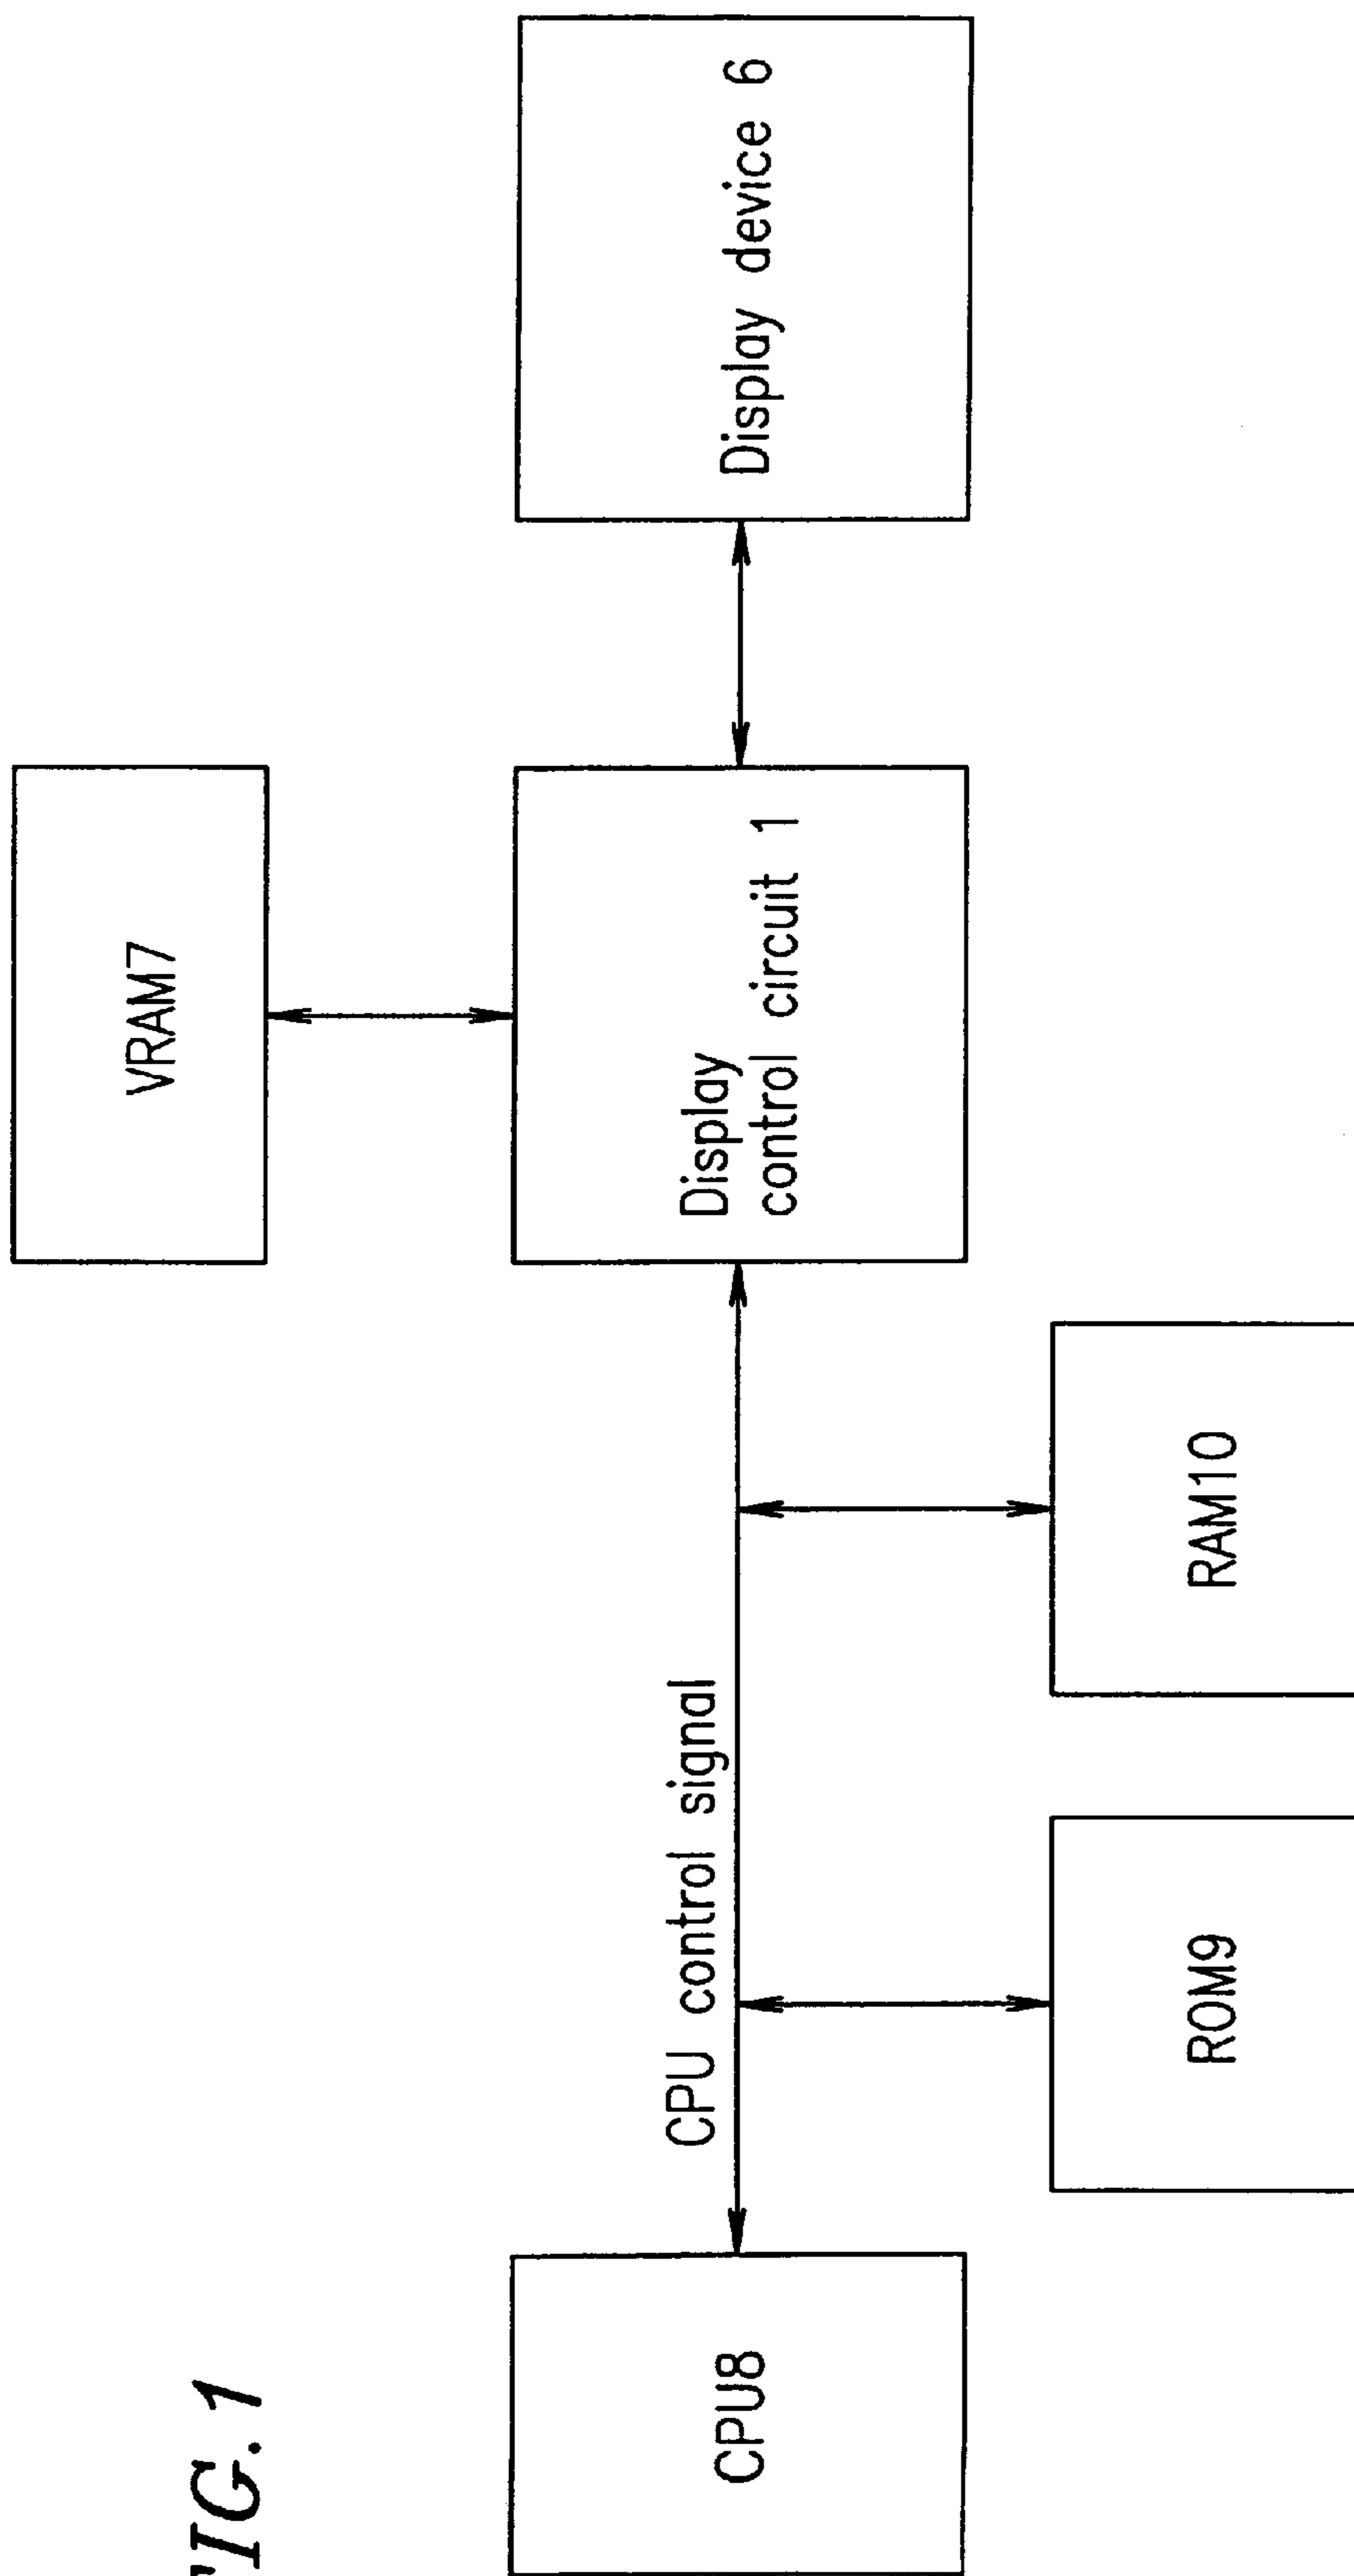 FIG. 1
VRAM7
CPU8
CPU control signal
Display
control circuit 1
Display device 6
ROM9
RAM10